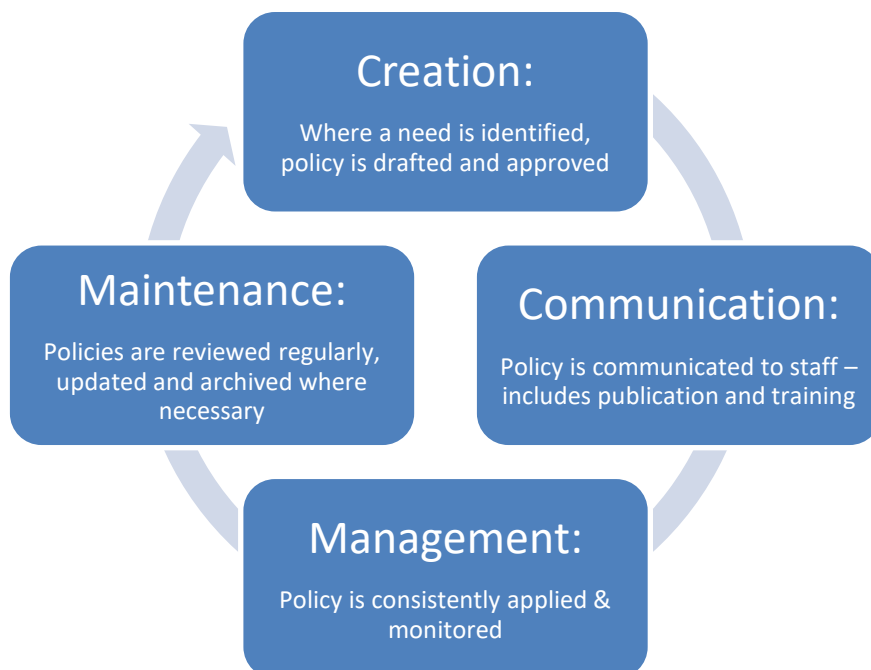 Creation:
Where a need is identified,
policy is drafted and approved
Communication:
Policy is communicated to staff –
includes publication and training
Management:
Policy is consistently applied &
monitored
Maintenance:
Policies are reviewed regularly,
updated and archived where
necessary